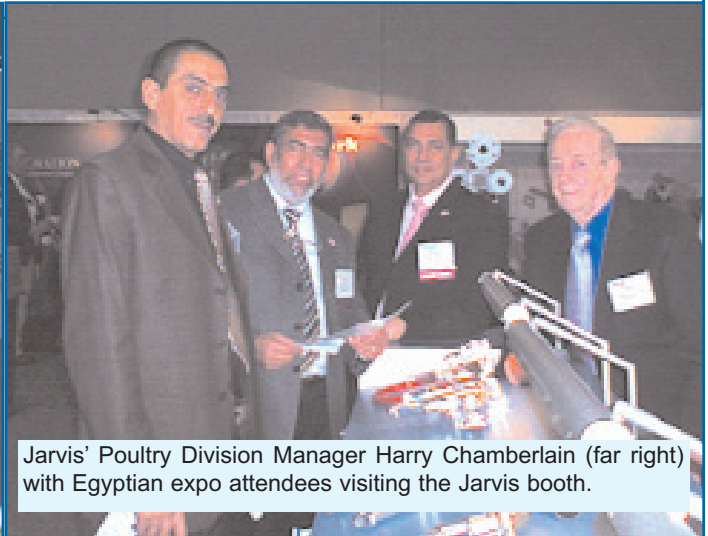 Jarvis' Poultry Division Manager Harry Chamberlain (far right)
with Egyptian expo attendees visiting the Jarvis booth.